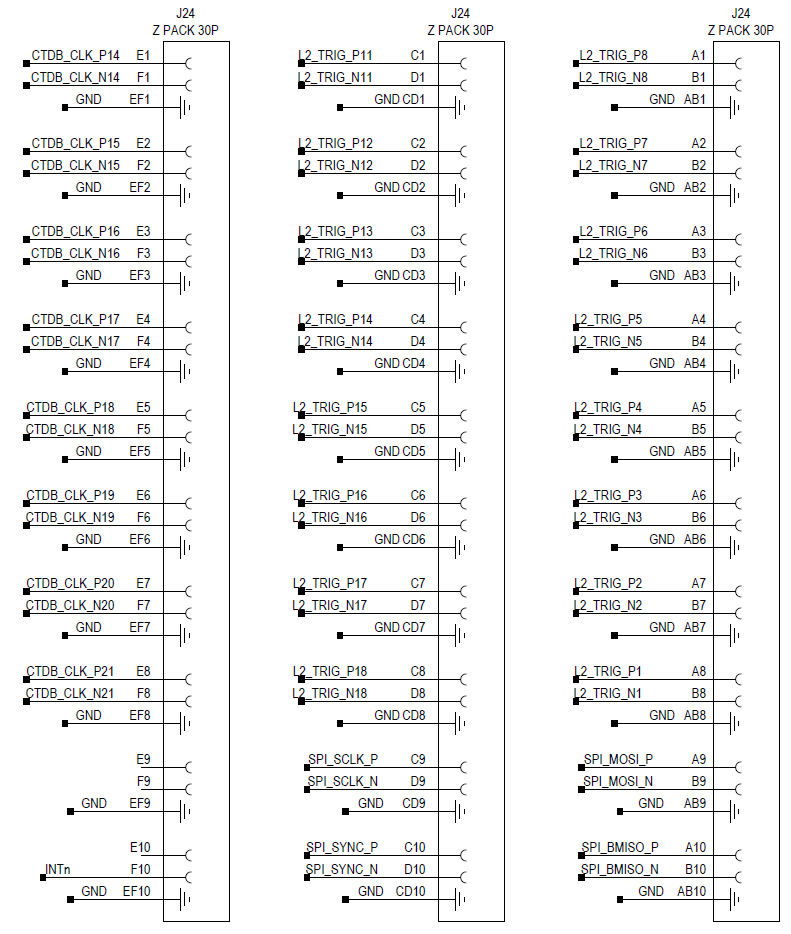 J24 J24 J24
Z PACK 30P Z PACK 30P Z PACK 30P
CTDB_CLK_P14 E1 L2_TRIG_P11 C1 L2_TRIG_P8 A1
CTDB_CLK_N14 F1 L2_TRIG_N11 D1 L2_TRIG_N8 B1
GND EF1 GND CD1 GND AB1
CTDB_CLK_P15 E2 L2_TRIG_P12 C2 L2_TRIG_P7 A2
CTDB_CLK_N15 F2 L2_TRIG_N12 D2 L2_TRIG_N7 B2
GND EF2 GND CD2 GND AB2
CTDB_CLK_P16 E3 L2_TRIG_P13 C3 L2_TRIG_P6 A3
CTDB_CLK_N16 F3 L2_TRIG_N13 D3 L2_TRIG_N6 B3
GND EF3 GND CD3 GND AB3
CTDB_CLK_P17 E4 L2_TRIG_P14 C4 L2_TRIG_P5 A4
CTDB_CLK_N17 F4 L2_TRIG_N14 D4 L2_TRIG_N5 B4
GND EF4 GND CD4 GND AB4
CTDB_CLK_P18 E5 L2_TRIG_P15 C5 L2_TRIG_P4 A5
CTDB_CLK_N18 F5 L2_TRIG_N15 D5 L2_TRIG_N4 B5
GND EF5 GND CD5 GND AB5
CTDB_CLK_P19 E6 L2_TRIG_P16 C6 L2_TRIG_P3 A6
CTDB_CLK_N19 F6 L2_TRIG_N16 D6 L2_TRIG_N3 B6
GND EF6 GND CD6 GND AB6
CTDB_CLK_P20 E7 L2_TRIG_P17 C7 L2_TRIG_P2 A7
CTDB_CLK_N20 F7 L2_TRIG_N17 D7 L2_TRIG_N2 B7
GND EF7 GND CD7 GND AB7
CTDB_CLK_P21 E8 L2_TRIG_P18 C8 L2_TRIG_P1 A8
CTDB_CLK_N21 F8 L2_TRIG_N18 D8 L2_TRIG_N1 B8
GND EF8 GND CD8 GND AB8
E9 SPI_SCLK_P C9 SPI_MOSI_P A9
F9 SPI_SCLK_N D9 SPI_MOSI_N B9
GND EF9 GND CD9 GND AB9
E10 SPI_SYNC_P C10 SPI_BMISO_P A10
INTn F10 SPI_SYNC_N D10 SPI_BMISO_N B10
GND EF10 GND CD10 GND AB10